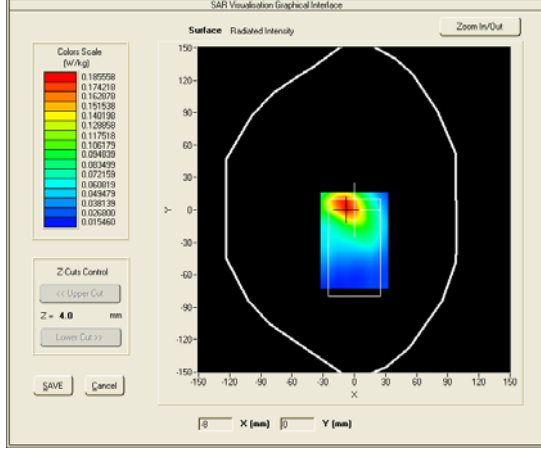 SAR Visualisation Graphical Interface
Surface Radiated Intensity
Zoom In/Out
Colors Scale
(W/kg)
0.185558
0.174218
0.162878
0.151538
0.140198
0.128858
0.117518
0.106179
0.094839
0.083499
0.072159
0.060819
0.049479
0.038139
0.026800
0.015460
150-
120-
90-
60-
30-
0-
-30-
-60-
-90-
-120-
-150-
Y
-150 -120 -90 -60 -30 0 30 60 90 120 150
X
Z-Cuts Control
<< Upper Cut
Z = 4.0 mm
Lower Cut >>
SAVE Cancel
-8 X (mm) 0 Y (mm)